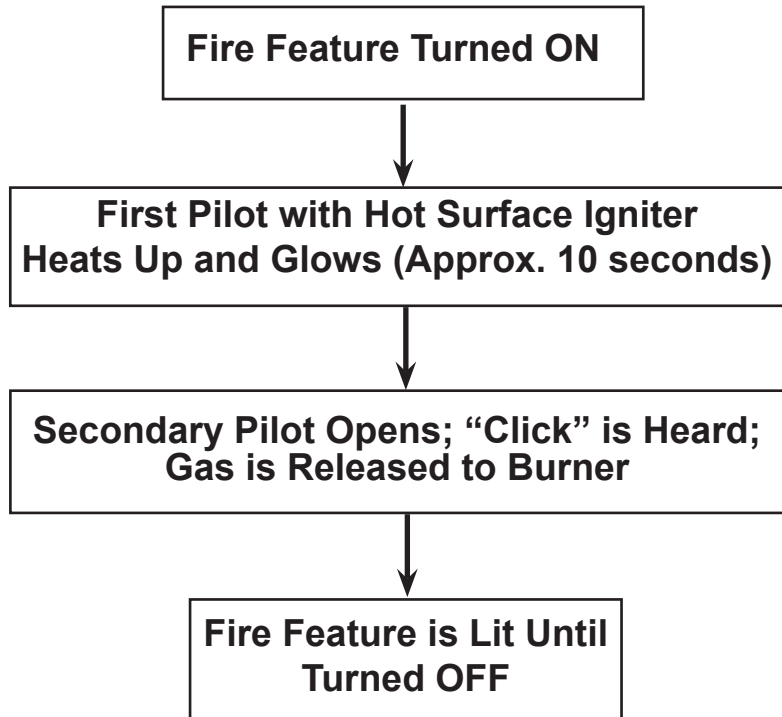 Fire Feature Turned ON
First Pilot with Hot Surface Igniter
Heats Up and Glows (Approx. 10 seconds)
Secondary Pilot Opens; “Click” is Heard;
Gas is Released to Burner
Fire Feature is Lit Until
Turned OFF